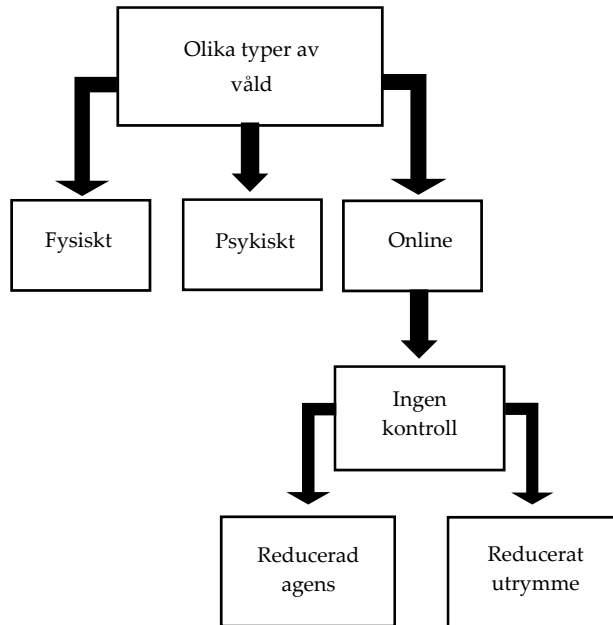 Olika typer av
våld
Fysiskt
Psykiskt
Online
Ingen
kontroll
Reducerad
agens
Reducerat
utrymme